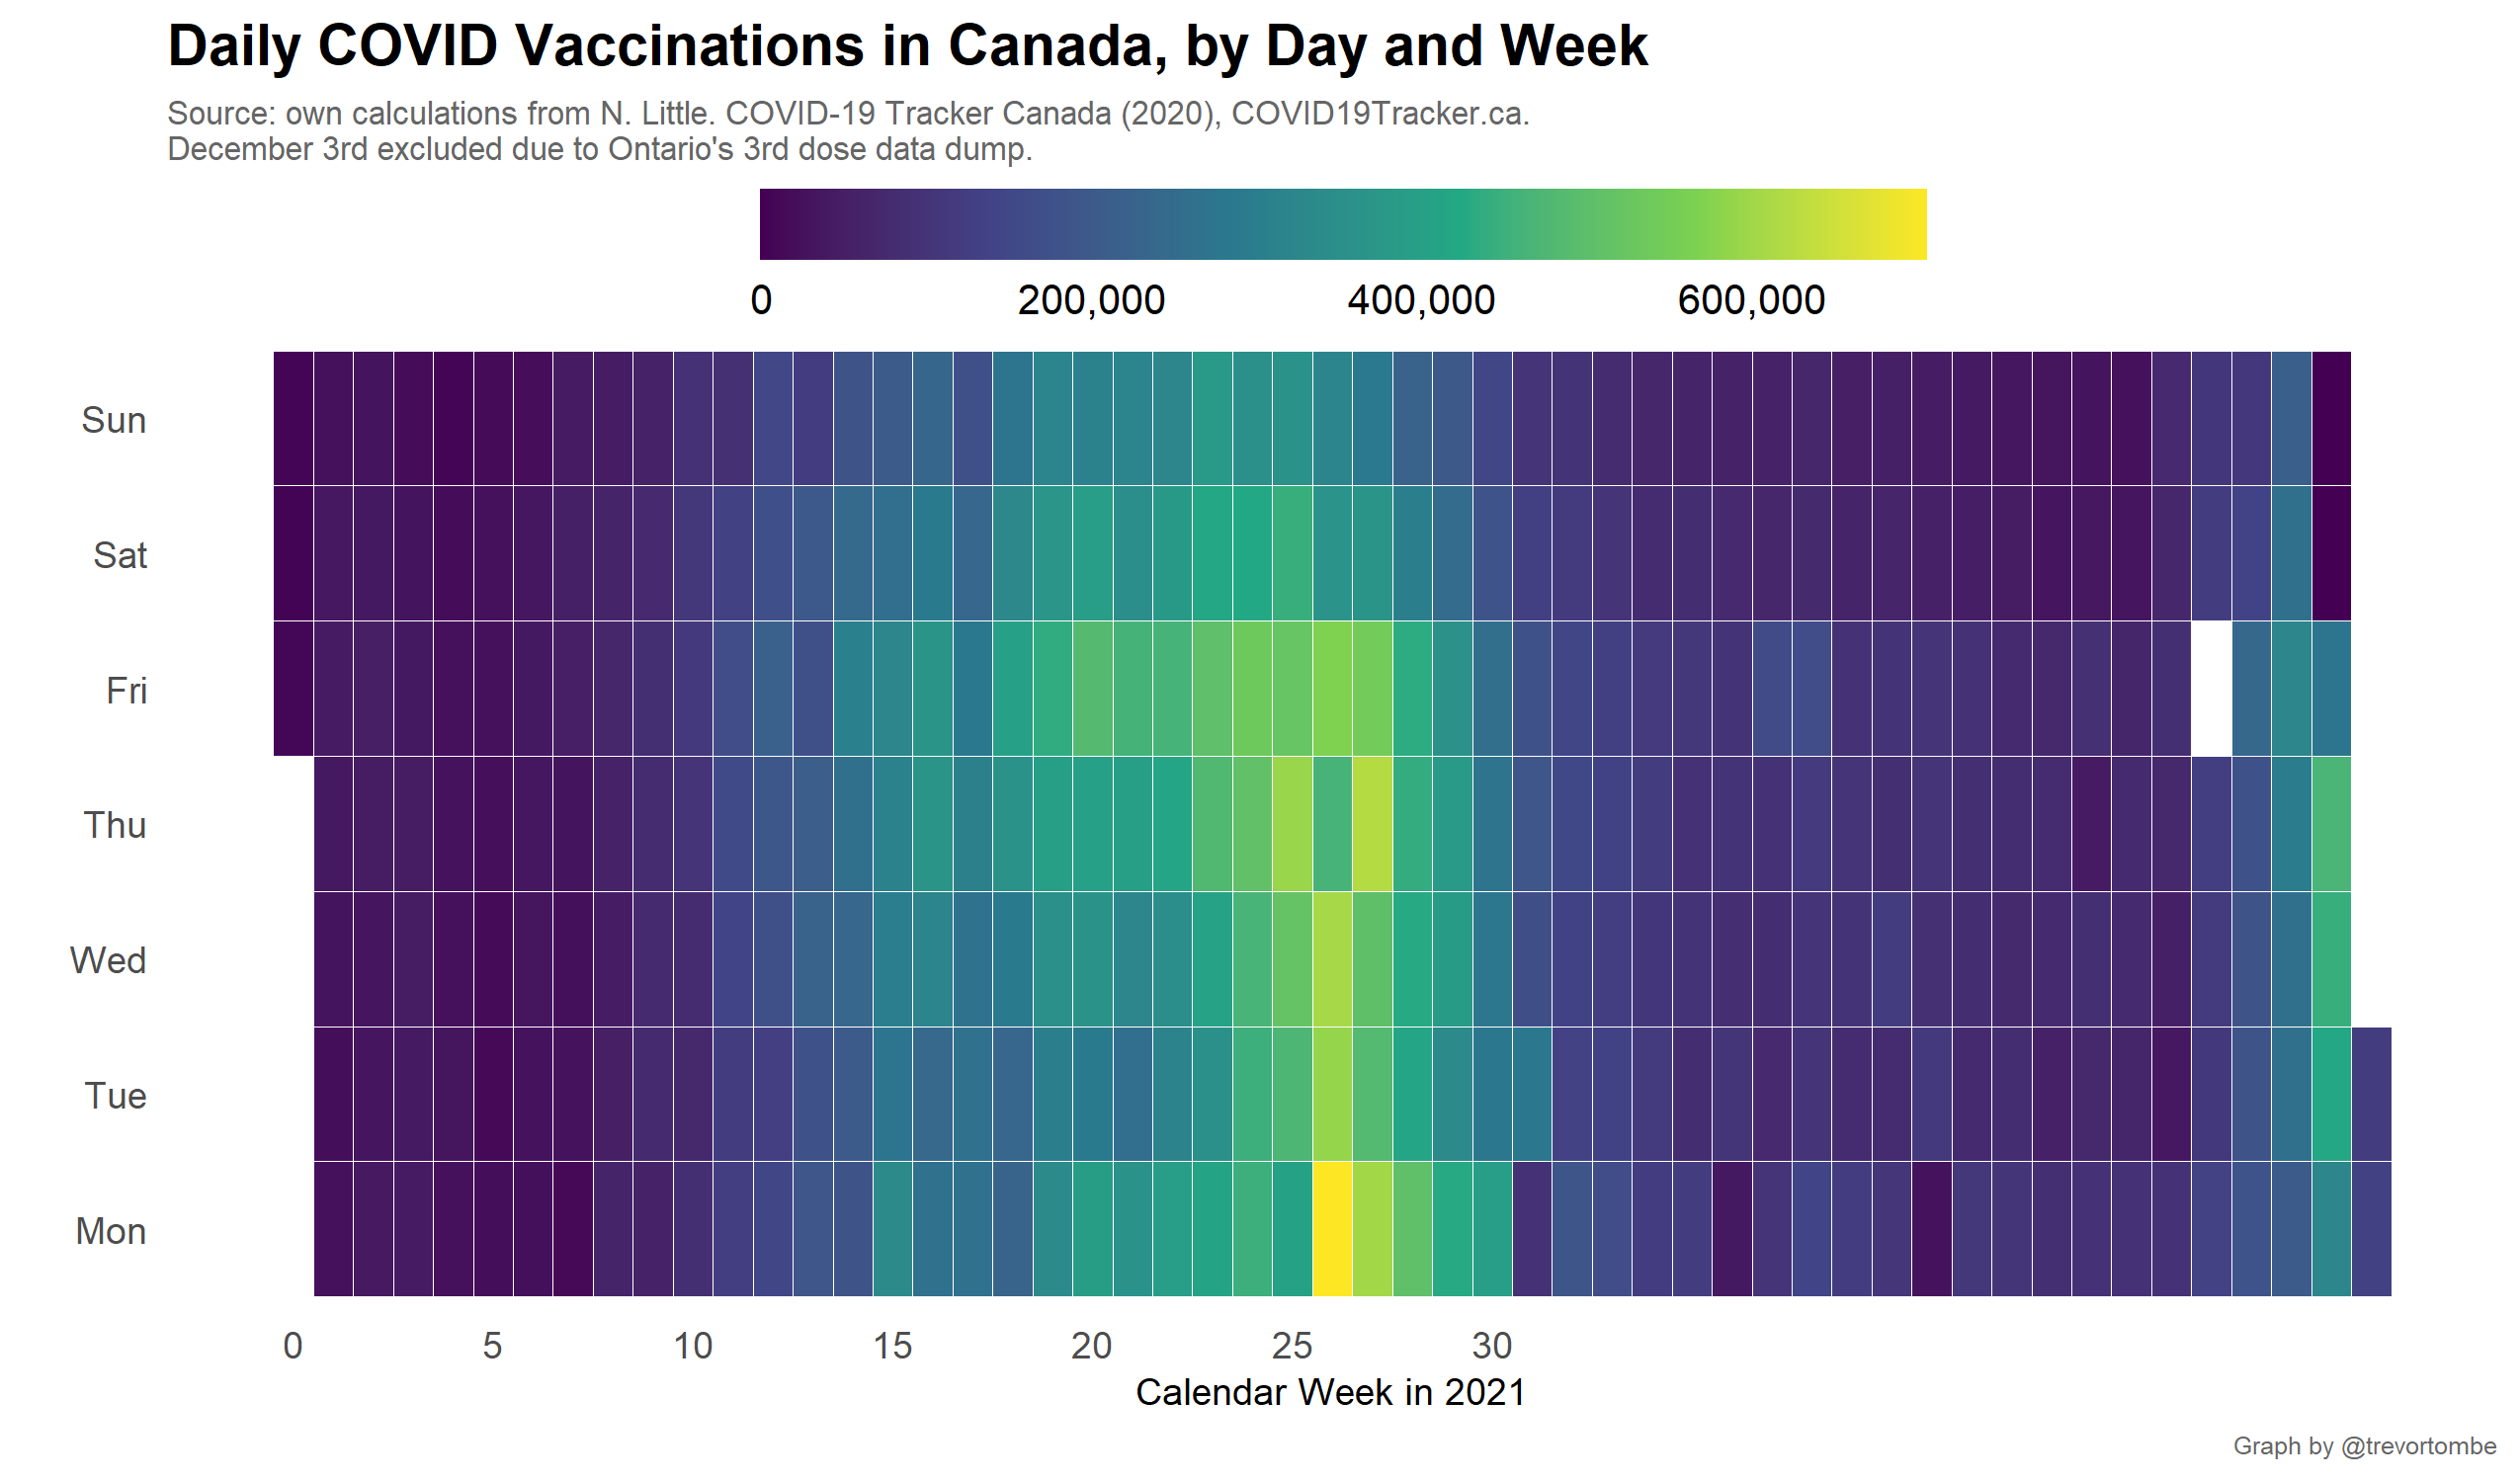 Daily COVID Vaccinations in Canada, by Day and Week
Source: own calculations from N. Little. COVID-19 Tracker Canada (2020), COVID19Tracker.ca.
December 3rd excluded due to Ontario's 3rd dose data dump.
0 200,000 400,000 600,000
Sun
Sat
Fri
Thu
Wed
Tue
Mon
0 5 10 15 20 25 30
Calendar Week in 2021
Graph by @trevortombe